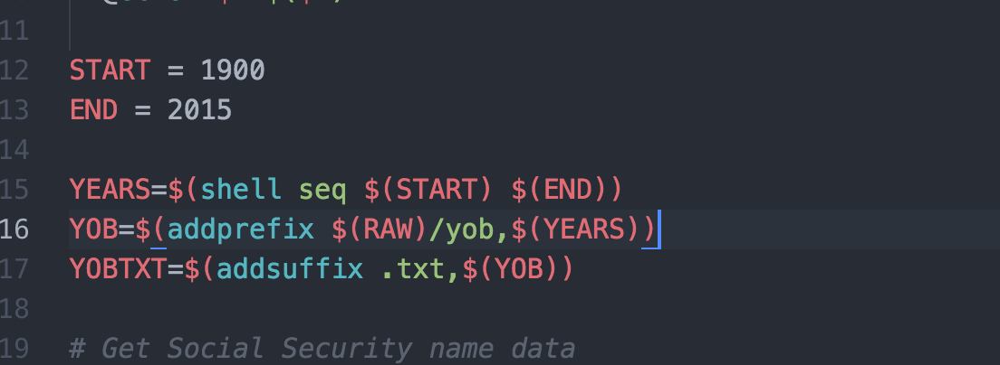 11
12 START = 1900
13 END = 2015
14
15 YEARS=$(shell seq $(START) $(END))
16 YOB=$(addprefix $(RAW)/yob,$(YEARS))
17 YOBTXT=$(addsuffix .txt,$(YOB))
18
19 # Get Social Security name data